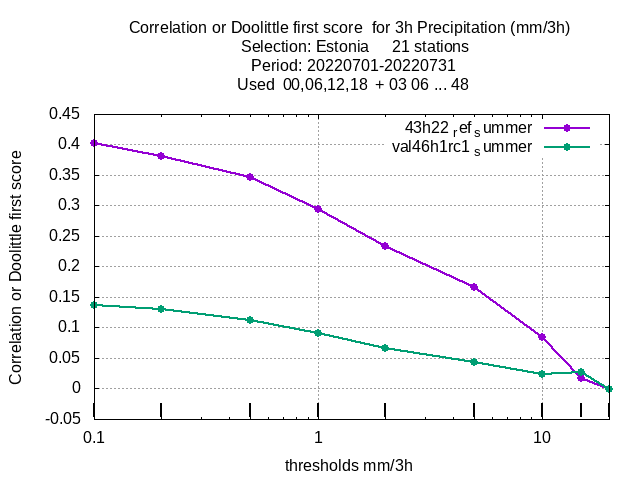 Correlation or Doolittle first score  for 3h Precipitation (mm/3h)
Selection: Estonia     21 stations
Period: 20220701-20220731
Used  00,06,12,18  + 03 06 ... 48
43h22 ref summer
val46h1rc1 summer
0.45
0.4
0.35
0.3
0.25
0.2
0.15
0.1
0.05
0
-0.05
Correlation or Doolittle first score
0.1
1
10
thresholds mm/3h